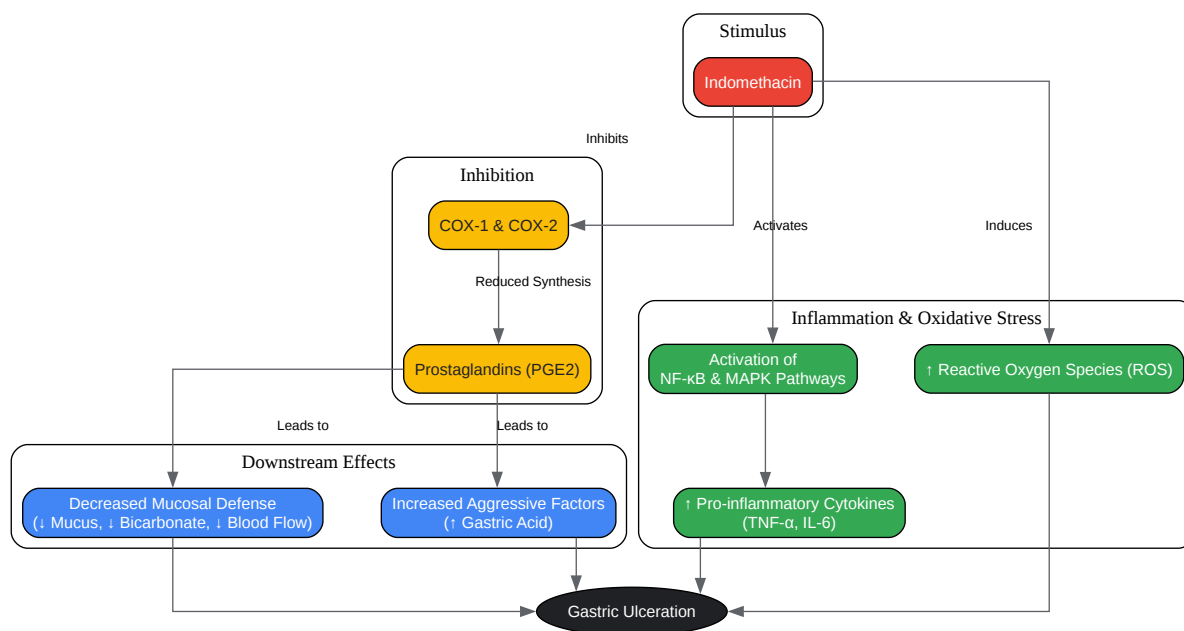 Stimulus
Indomethacin
Inhibits
Inhibition
COX-1 & COX-2
Activates
Induces
Reduced Synthesis
Inflammation & Oxidative Stress
Prostaglandins (PGE2)
Activation of
NF-κB & MAPK Pathways
↑ Reactive Oxygen Species (ROS)
Leads to
Leads to
Downstream Effects
Decreased Mucosal Defense
(↓ Mucus, ↓ Bicarbonate, ↓ Blood Flow)
Increased Aggressive Factors
(↑ Gastric Acid)
↑ Pro-inflammatory Cytokines
(TNF-α, IL-6)
Gastric Ulceration